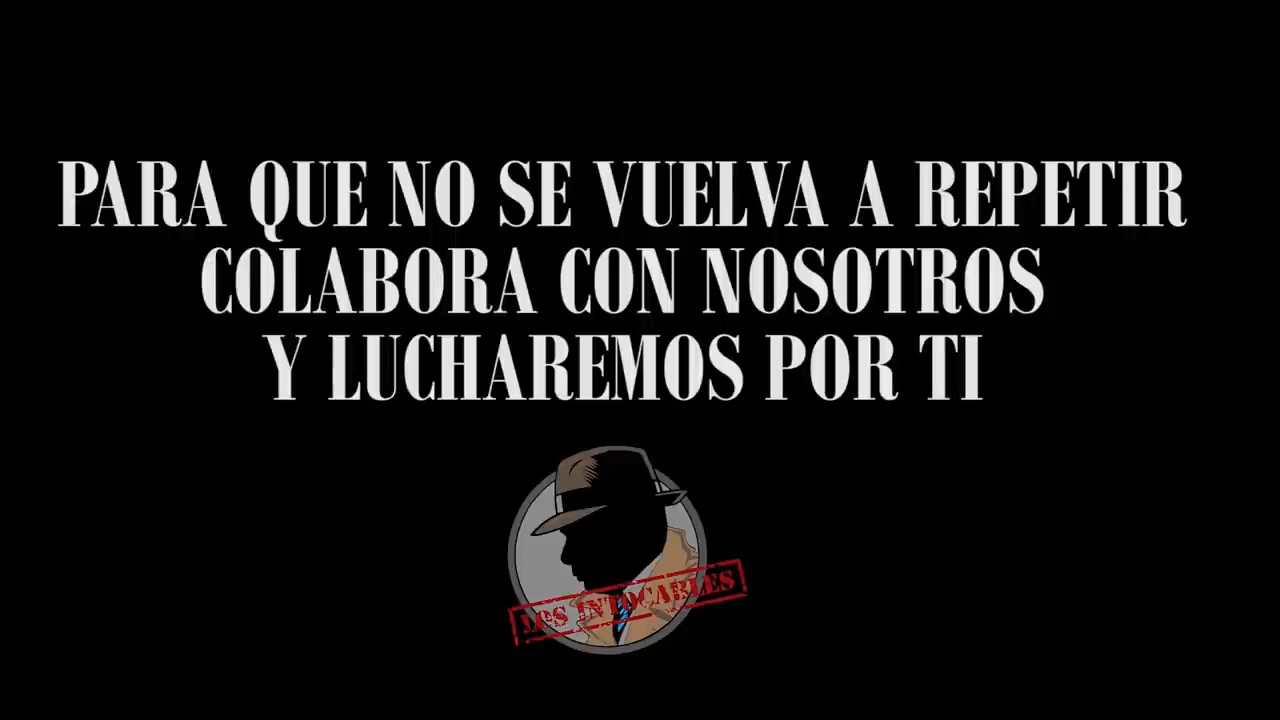 PARA QUE NO SE VUELVA A REPETIR
COLABORA CON NOSOTROS
Y LUCHAREMOS POR TI
LOS INTOCABLES